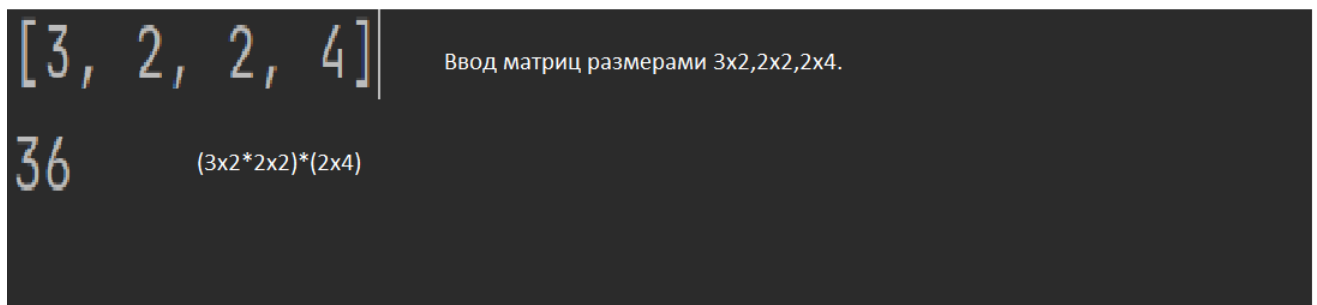 [3, 2, 2, 4]
Ввод матриц размерами 3x2,2x2,2x4.
36
(3x2*2x2)*(2x4)